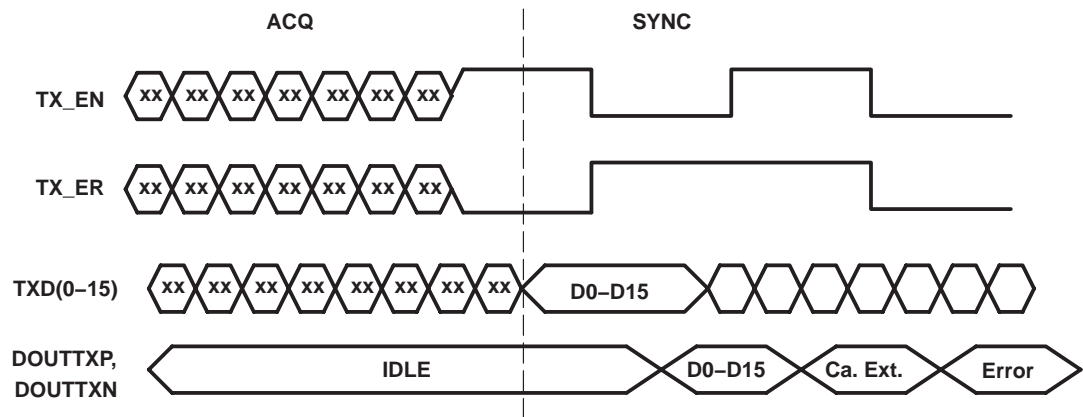 ACQ SYNC
TX_EN xx xx xx xx xx xx xx
TX_ER xx xx xx xx xx xx xx
TXD(0–15) xx xx xx xx xx xx xx xx D0–D15
DOUTTXP,
DOUTTXN IDLE D0–D15 Ca. Ext. Error